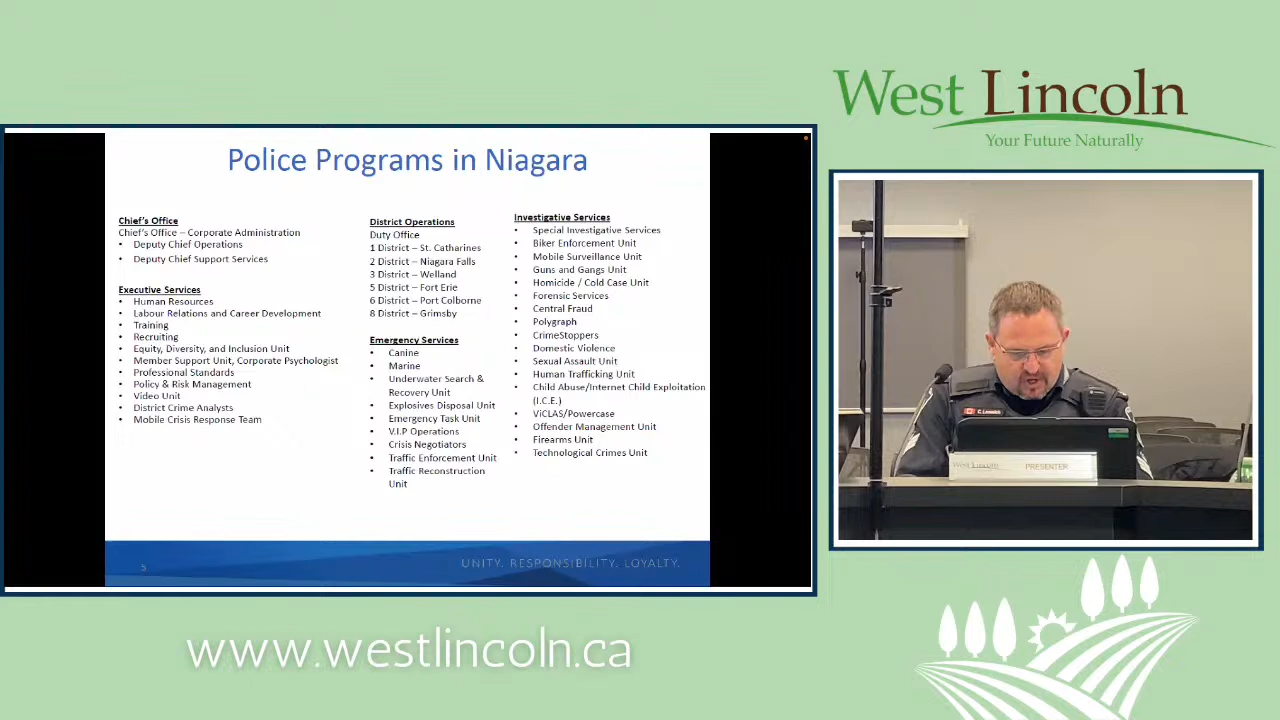 Police Programs in Niagara
Chief's Office
Chief's Office – Corporate Administration
• Deputy Chief Operations
• Deputy Chief Support Services
Executive Services
• Human Resources
• Labour Relations and Career Development
• Training
• Recruiting
• Equity, Diversity, and Inclusion Unit
• Member Support Unit, Corporate Psychologist
• Professional Standards
• Policy & Risk Management
• Video Unit
• District Crime Analysts
• Mobile Crisis Response Team
District Operations
Duty Office
1 District – St. Catharines
2 District – Niagara Falls
3 District – Welland
5 District – Fort Erie
6 District – Port Colborne
8 District – Grimsby
Emergency Services
• Canine
• Marine
• Underwater Search &
Recovery Unit
• Explosives Disposal Unit
• Emergency Task Unit
• V.I.P Operations
• Crisis Negotiators
• Traffic Enforcement Unit
• Traffic Reconstruction
Unit
Investigative Services
• Special Investigative Services
• Biker Enforcement Unit
• Mobile Surveillance Unit
• Guns and Gangs Unit
• Homicide / Cold Case Unit
• Forensic Services
• Central Fraud
• Polygraph
• CrimeStoppers
• Domestic Violence
• Sexual Assault Unit
• Human Trafficking Unit
• Child Abuse/Internet Child Exploitation
(I.C.E.)
• ViCLAS/Powercase
• Offender Management Unit
• Firearms Unit
• Technological Crimes Unit
5
UNITY. RESPONSIBILITY. LOYALTY.
West Lincoln
Your Future Naturally
West Lincoln
PRESENTER
www.westlincoln.ca